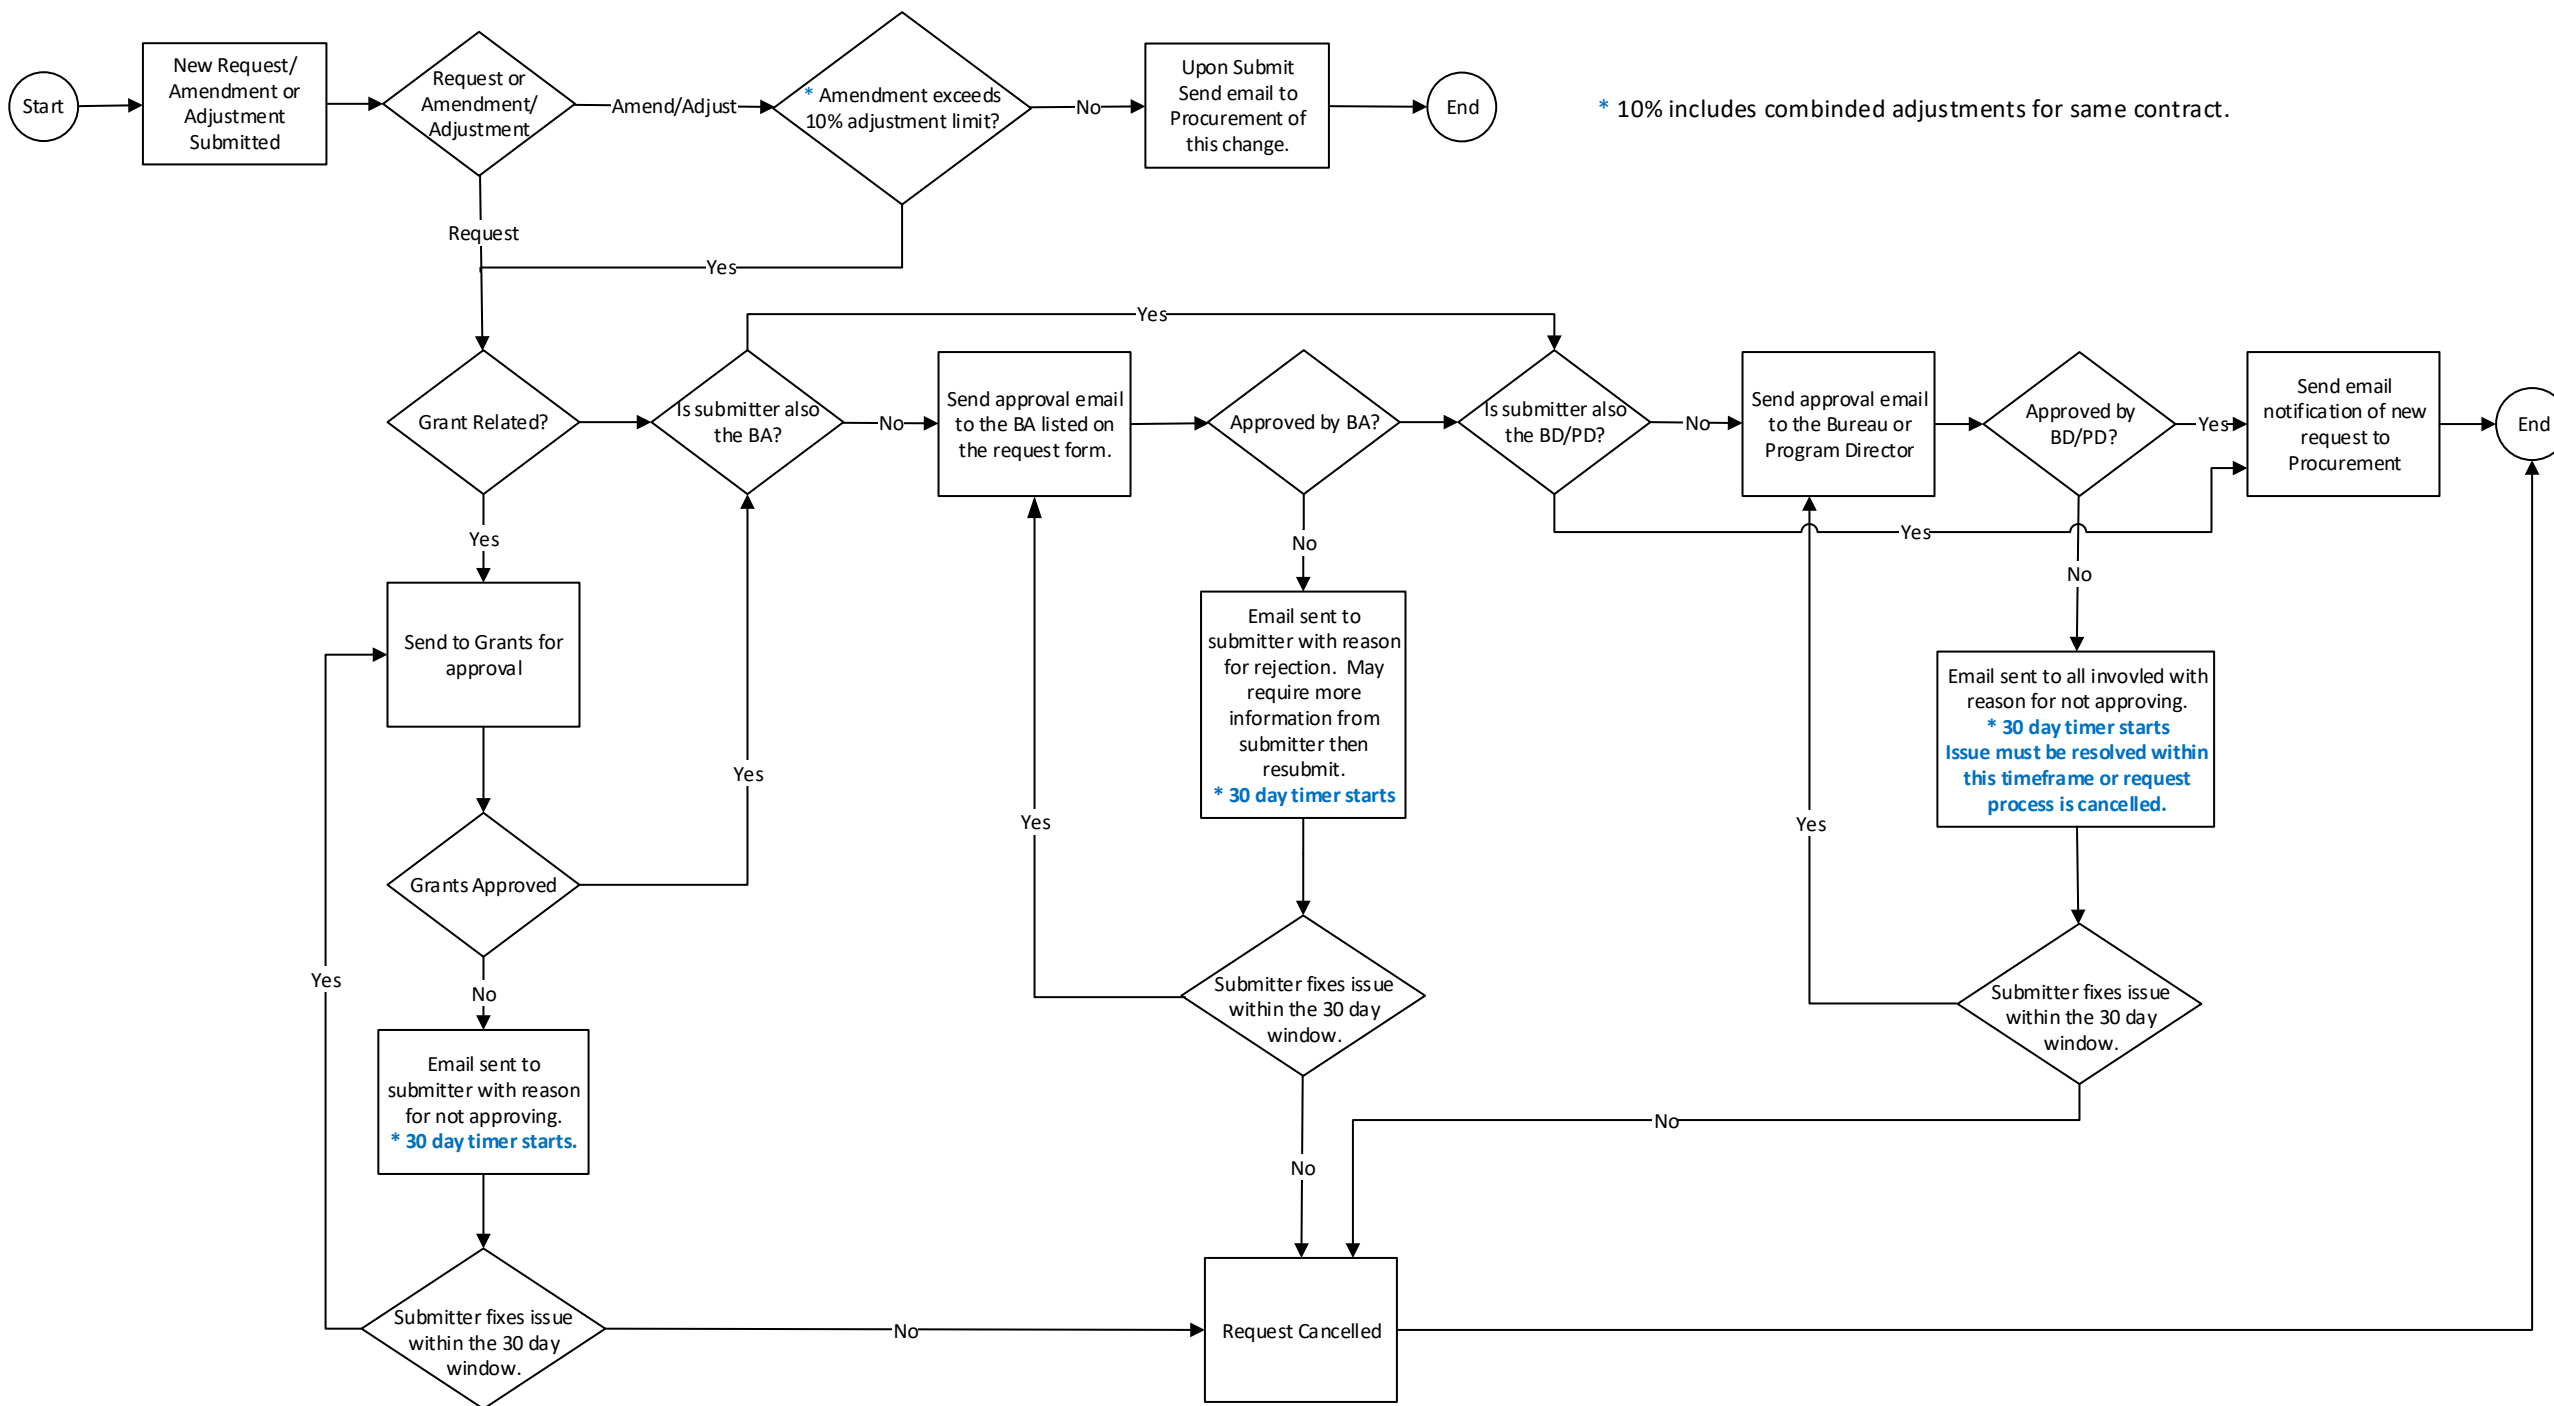 Start
New Request/
Amendment or
Adjustment
Submitted
Request or
Amendment/
Adjustment
Amend/Adjust
* Amendment exceeds
10% adjustment limit?
No
Upon Submit
Send email to
Procurement of
this change.
End
* 10% includes combinded adjustments for same contract.
Request
Yes
Yes
Grant Related?
Is submitter also
the BA?
No
Send approval email
to the BA listed on
the request form.
Approved by BA?
Is submitter also
the BD/PD?
No
Send approval email
to the Bureau or
Program Director
Approved by
BD/PD?
Yes
Send email
notification of new
request to
Procurement
End
Yes
No
Yes
No
Send to Grants for
approval
Email sent to
submitter with reason
for rejection. May
require more
information from
submitter then
resubmit.
* 30 day timer starts
Email sent to all invovled with
reason for not approving.
* 30 day timer starts
Issue must be resolved within
this timeframe or request
process is cancelled.
Yes
Yes
Yes
Grants Approved
Yes
No
Submitter fixes issue
within the 30 day
window.
Submitter fixes issue
within the 30 day
window.
Email sent to
submitter with reason
for not approving.
* 30 day timer starts.
No
No
Submitter fixes issue
within the 30 day
window.
No
Request Cancelled